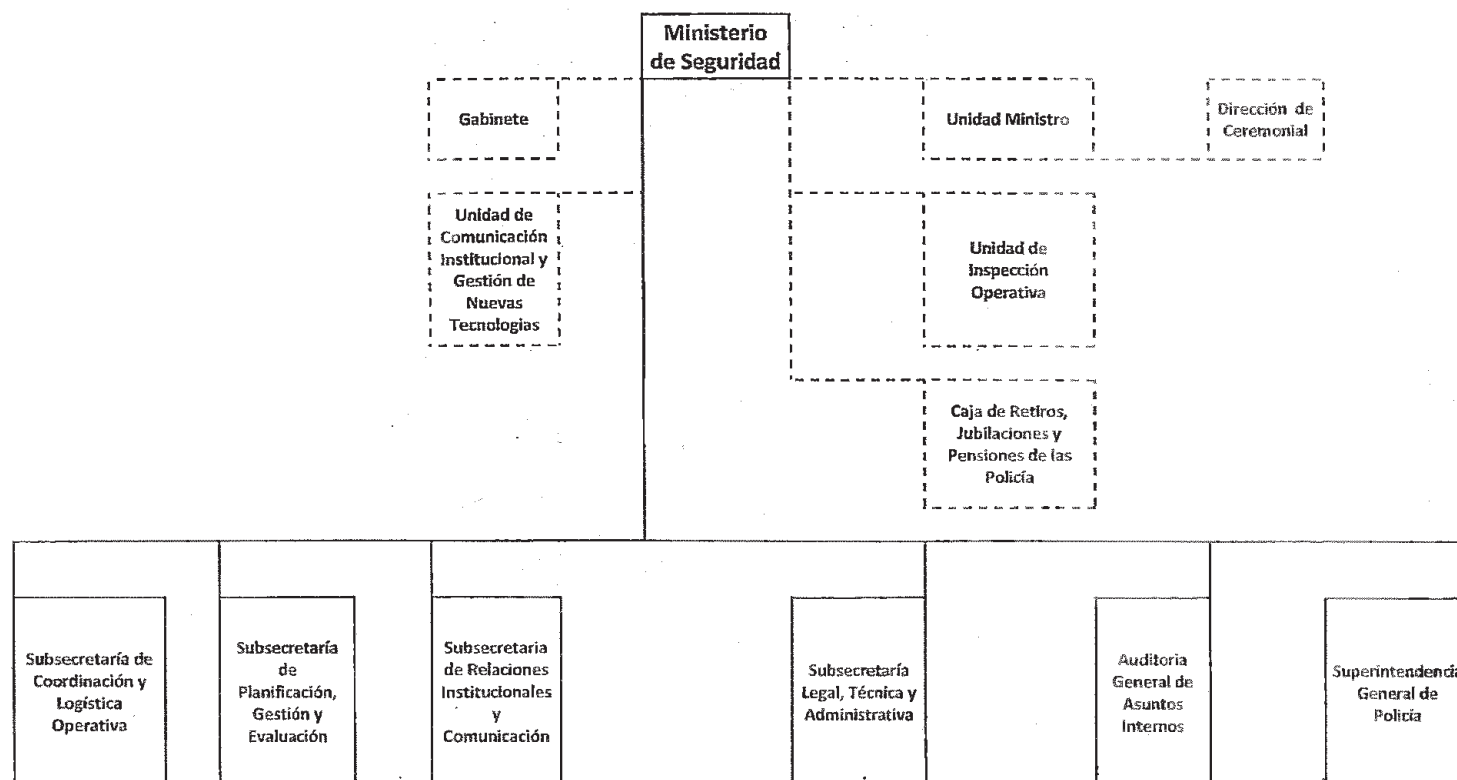 Ministerio
de Seguridad
Gabinete
Unidad Ministro
Dirección de
Ceremonial
Unidad de
Comunicación
Institucional y
Gestión de
Nuevas
Tecnologias
Unidad de
Inspección
Operativa
Caja de Retiros,
Jubilaciones y
Pensiones de las
Policía
Subsecretaría de
Coordinación y
Logística
Operativa
Subsecretaría
de
Planificación,
Gestión y
Evaluación
Subsecretaria
de Relaciones
Institucionales
y
Comunicación
Subsecretaría
Legal, Técnica y
Administrativa
Auditoria
General de
Asuntos
Internos
Superintendencia
General de
Policía